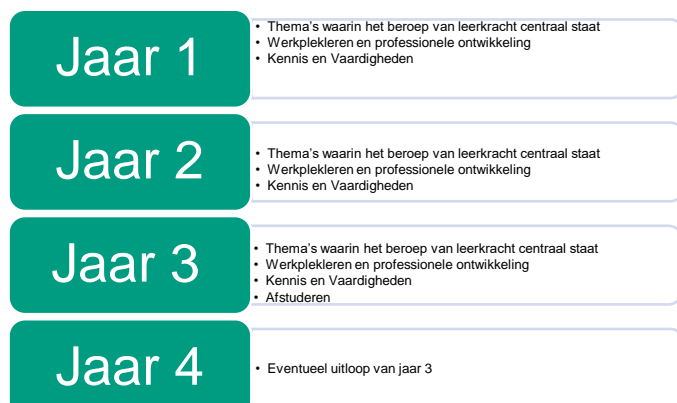 Jaar 1
• Thema's waarin het beroep van leerkracht centraal staat
• Werkplekleren en professionele ontwikkeling
• Kennis en Vaardigheden
Jaar 2
• Thema's waarin het beroep van leerkracht centraal staat
• Werkplekleren en professionele ontwikkeling
• Kennis en Vaardigheden
Jaar 3
• Thema's waarin het beroep van leerkracht centraal staat
• Werkplekleren en professionele ontwikkeling
• Kennis en Vaardigheden
• Afstuderen
Jaar 4
• Eventueel uitloop van jaar 3